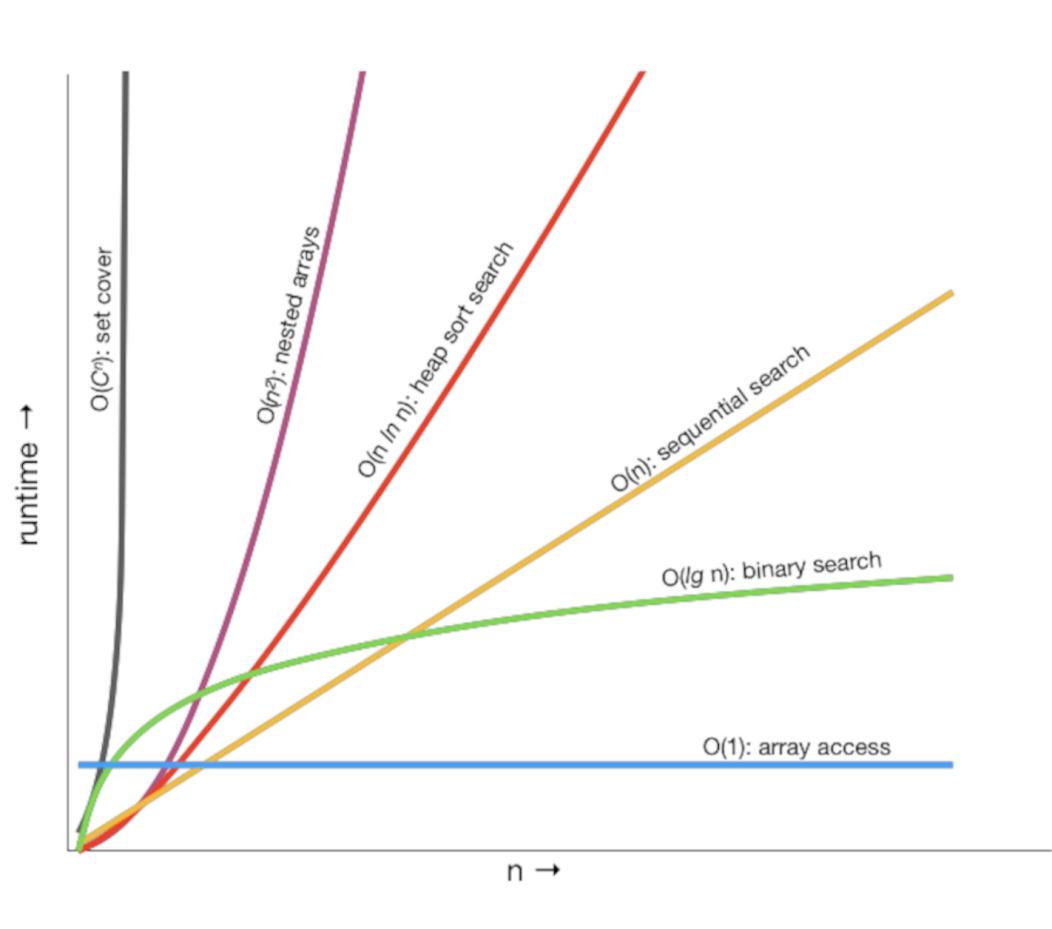 O(Cⁿ): set cover
O(n²): nested arrays
O(n ln n): heap sort search
O(n): sequential search
O(lg n): binary search
O(1): array access
runtime →
n →